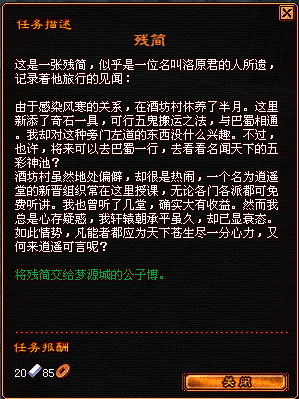 任务描述
残简
这是一张残简，似乎是一位名叫洛原君的人所遗，
记录着他旅行的见闻：
由于感染风寒的关系，在酒坊村休养了半月。这里
新添了奇石一具，可行五鬼搬运之法，与巴蜀相通
。我却对这种旁门左道的东西没什么兴趣。不过，
也许，将来可以去巴蜀一行，去看看名闻天下的五
彩神池？
酒坊村虽然地处偏僻，却很是热闹，一个名为逍遥
堂的新晋组织常在这里授课，无论各门各派都可免
费听讲。我也曾听了几堂，确实大有收益。然而我
总是心存疑惑，我轩辕朝承平虽久，却已显衰态。
如此情势，凡能者都应为天下苍生尽一分心力，又
何来逍遥可言呢？
将残简交给梦源城的公子博。
任务报酬
20 85
关闭